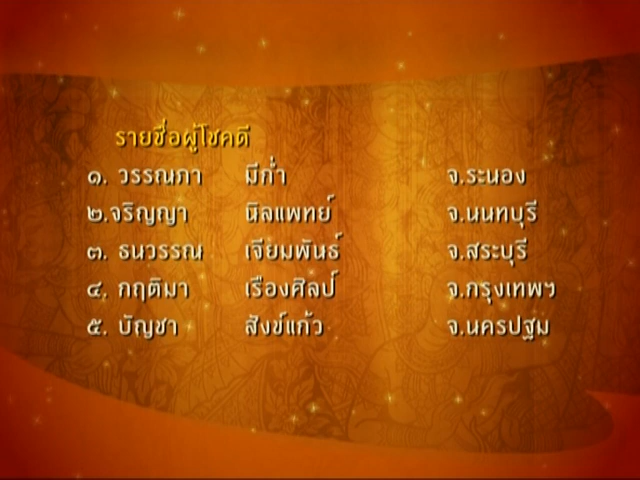 รายชื่อผู้โชคดี
๑. วรรณภา มีก่ำ จ.ระนอง
๒.จริญญา นิลแพทย์ จ.นนทบุรี
๓. ธนวรรณ เจียมพันธ์ จ.สระบุรี
๔. กฤติมา เรืองศิลป์ จ.กรุงเทพฯ
๕. บัญชา สังข์แก้ว จ.นครปฐม